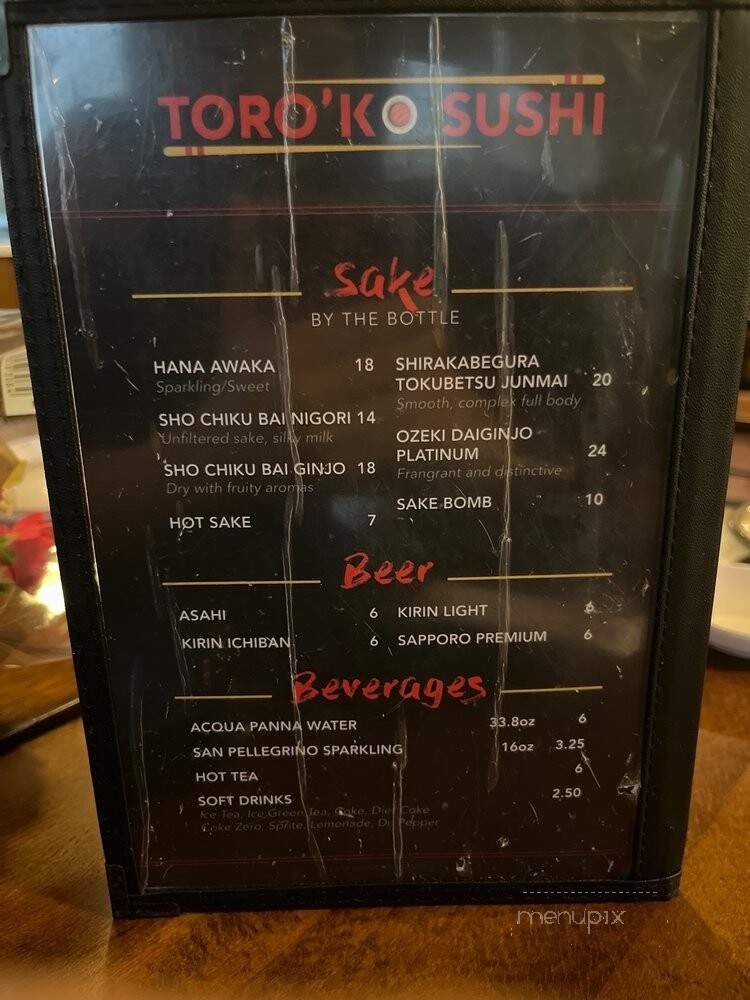 TORO'KO SUSHI
Sake
BY THE BOTTLE
HANA AWAKA 18
Sparkling/Sweet
SHO CHIKU BAI NIGORI 14
Unfiltered sake, silky milk
SHO CHIKU BAI GINJO 18
Dry with fruity aromas
HOT SAKE 7
SHIRAKABEGURA
TOKUBETSU JUNMAI 20
Smooth, complex full body
OZEKI DAIGINJO
PLATINUM 24
Frangrant and distinctive
SAKE BOMB 10
Beer
ASAHI 6
KIRIN ICHIBAN 6
KIRIN LIGHT 6
SAPPORO PREMIUM 6
Beverages
ACQUA PANNA WATER 33.8oz 6
SAN PELLEGRINO SPARKLING 16oz 3.25
HOT TEA 6
SOFT DRINKS 2.50
Ice Tea, Ice Green Tea, Coke, Diet Coke
Coke Zero, Sprite, Lemonade, Dr. Pepper
menupix